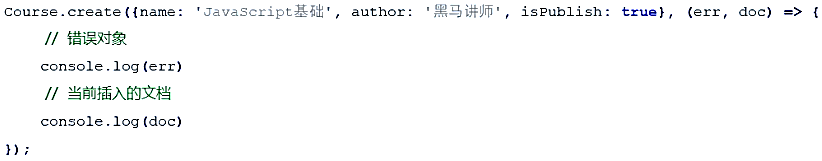 Course.create({name: 'JavaScript基础', author: '黑马讲师', isPublish: true}, (err, doc) => {
    // 错误对象
    console.log(err)
    // 当前插入的文档
    console.log(doc)
});